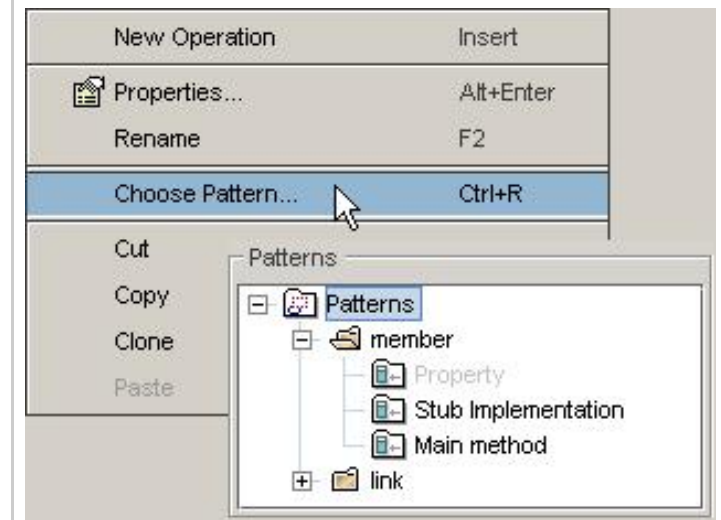 New Operation Insert
Properties... Alt+Enter
Rename F2
Choose Pattern... Ctrl+R
Cut
Copy
Clone
Paste
Patterns
Patterns
member
Property
Stub Implementation
Main method
link